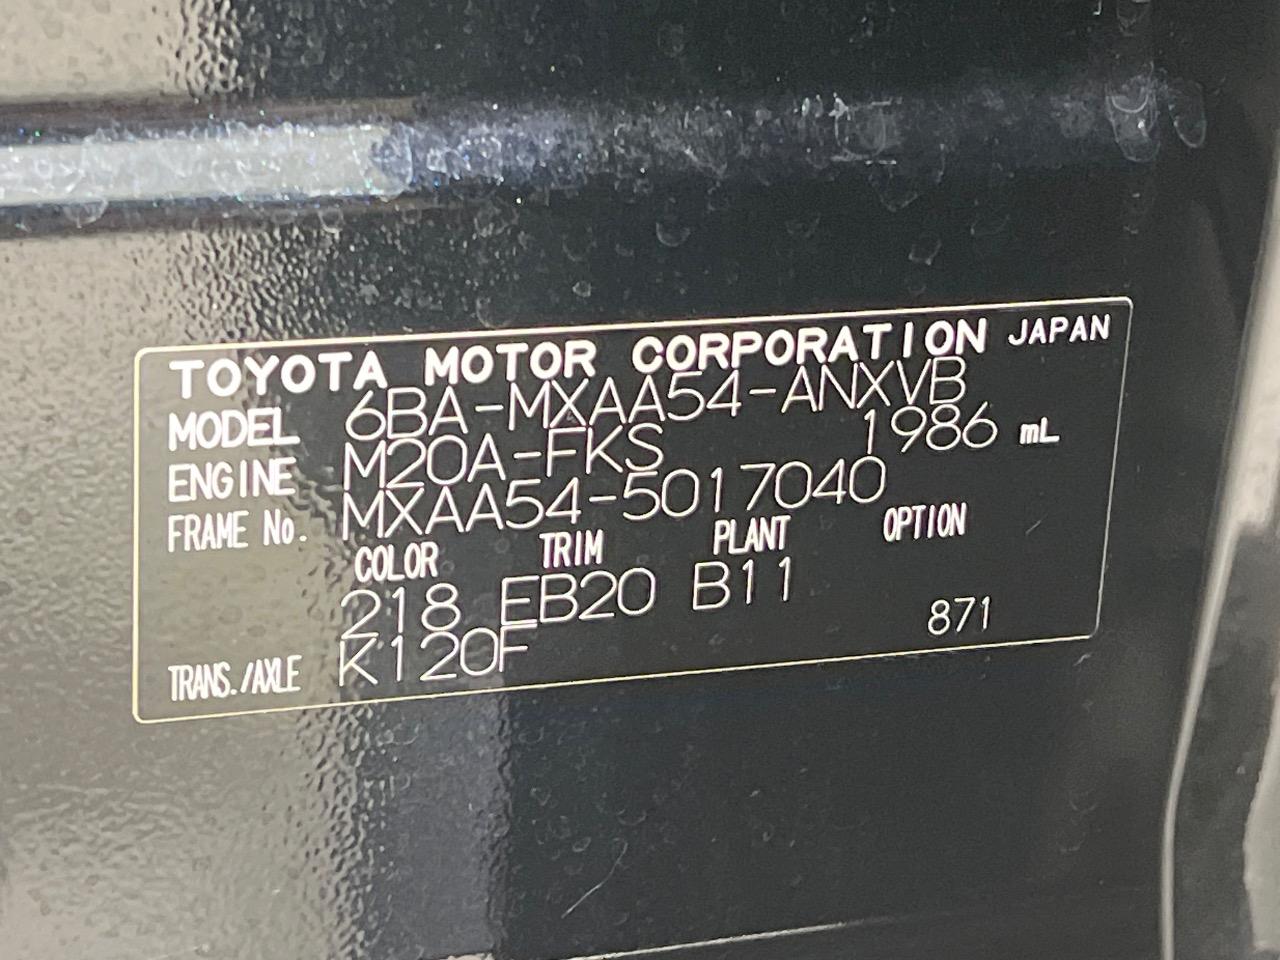 TOYOTA MOTOR CORPORATION JAPAN
MODEL 6BA-MXAA54-ANXVB
ENGINE M20A-FKS 1986 mL
FRAME No. MXAA54-5017040
COLOR TRIM PLANT OPTION
218 EB20 B11
TRANS./AXLE K120F 871